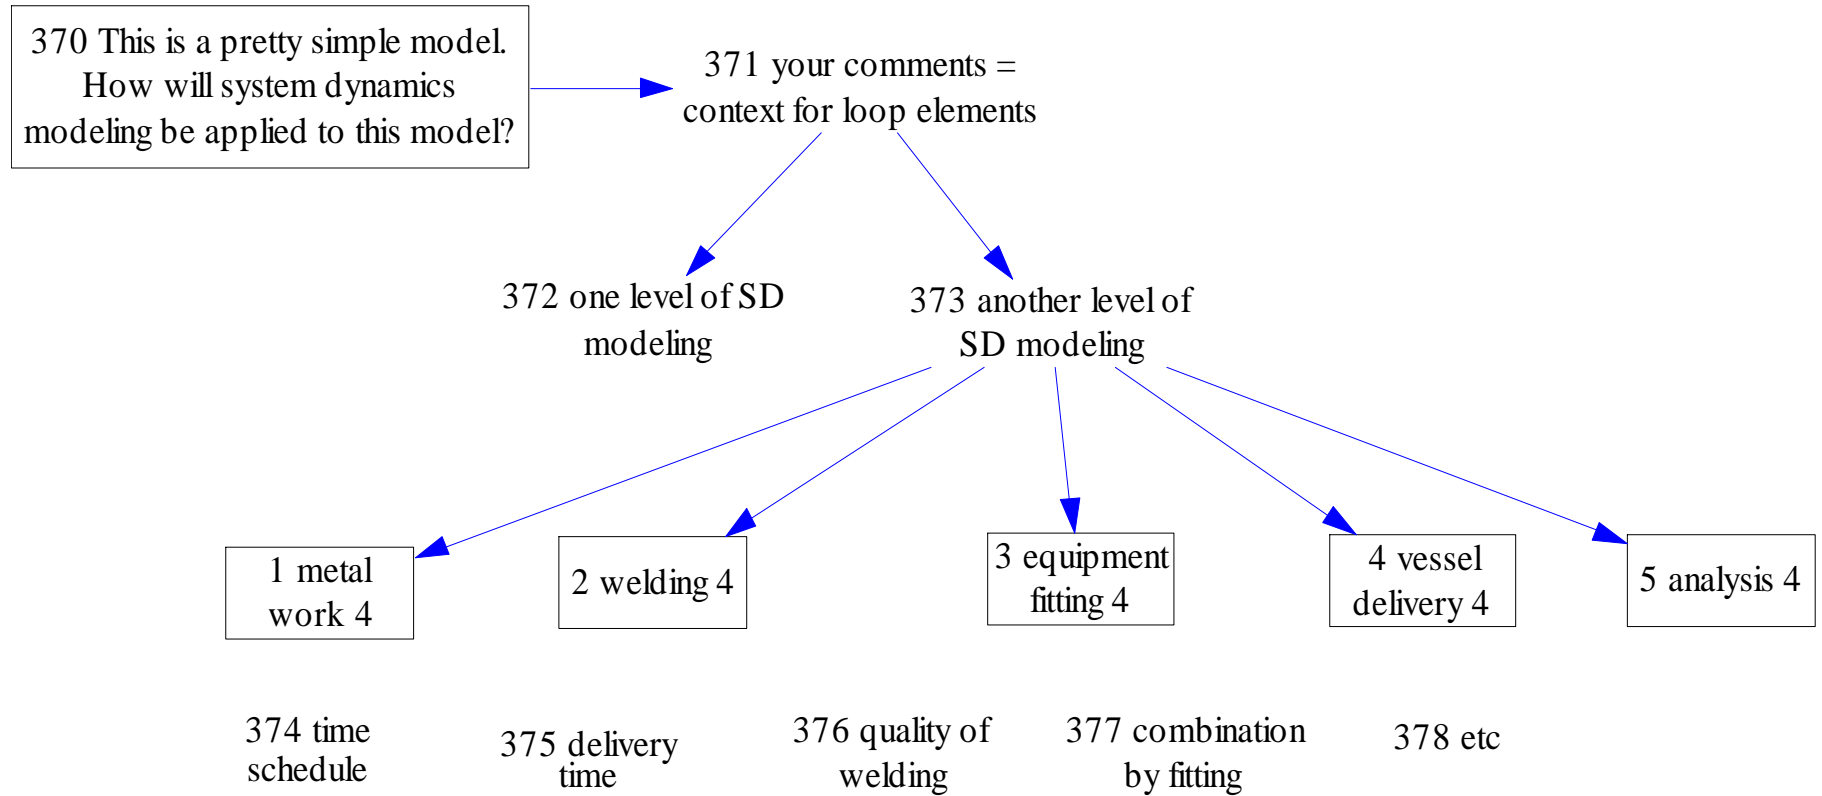 370 This is a pretty simple model.
How will system dynamics
modeling be applied to this model?
371 your comments =
context for loop elements
372 one level of SD
modeling
373 another level of
SD modeling
1 metal
work 4
2 welding 4
3 equipment
fitting 4
4 vessel
delivery 4
5 analysis 4
374 time
schedule
375 delivery
time
376 quality of
welding
377 combination
by fitting
378 etc